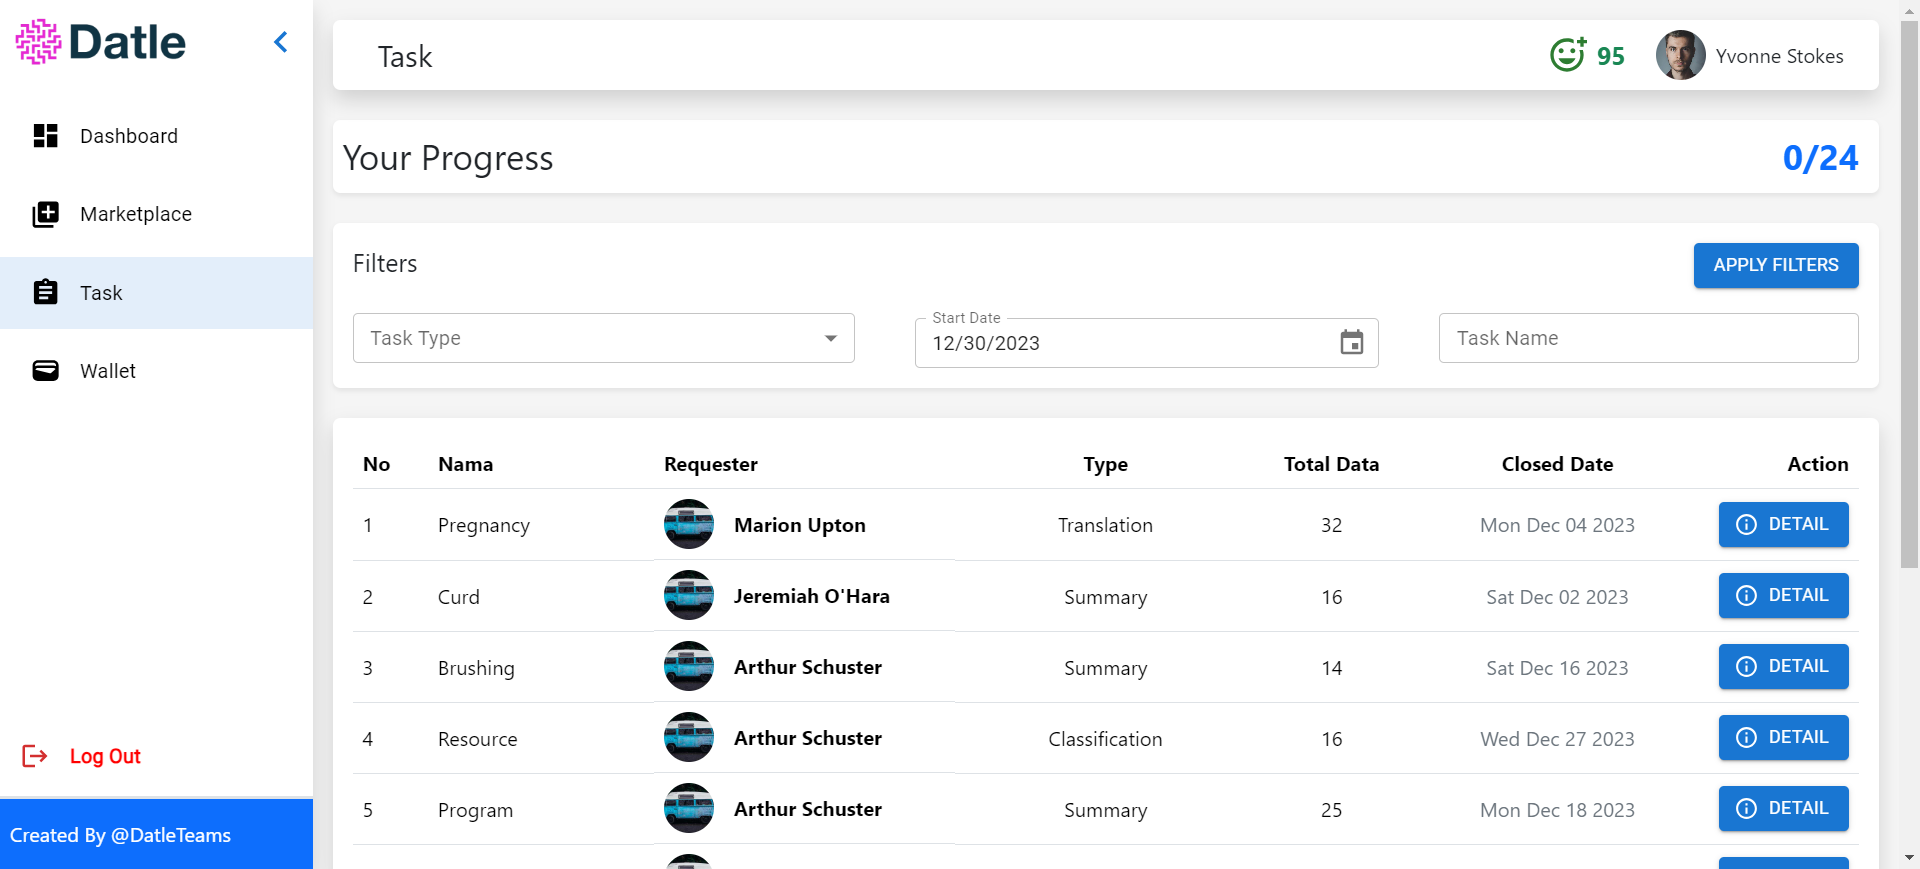 Datle
Task
95
Yvonne Stokes
Dashboard
Marketplace
Task
Wallet
Log Out
Created By @DatleTeams
Your Progress
0/24
Filters
APPLY FILTERS
Task Type
Start Date
12/30/2023
Task Name
No Nama Requester Type Total Data Closed Date Action
1 Pregnancy Marion Upton Translation 32 Mon Dec 04 2023 DETAIL
2 Curd Jeremiah O'Hara Summary 16 Sat Dec 02 2023 DETAIL
3 Brushing Arthur Schuster Summary 14 Sat Dec 16 2023 DETAIL
4 Resource Arthur Schuster Classification 16 Wed Dec 27 2023 DETAIL
5 Program Arthur Schuster Summary 25 Mon Dec 18 2023 DETAIL